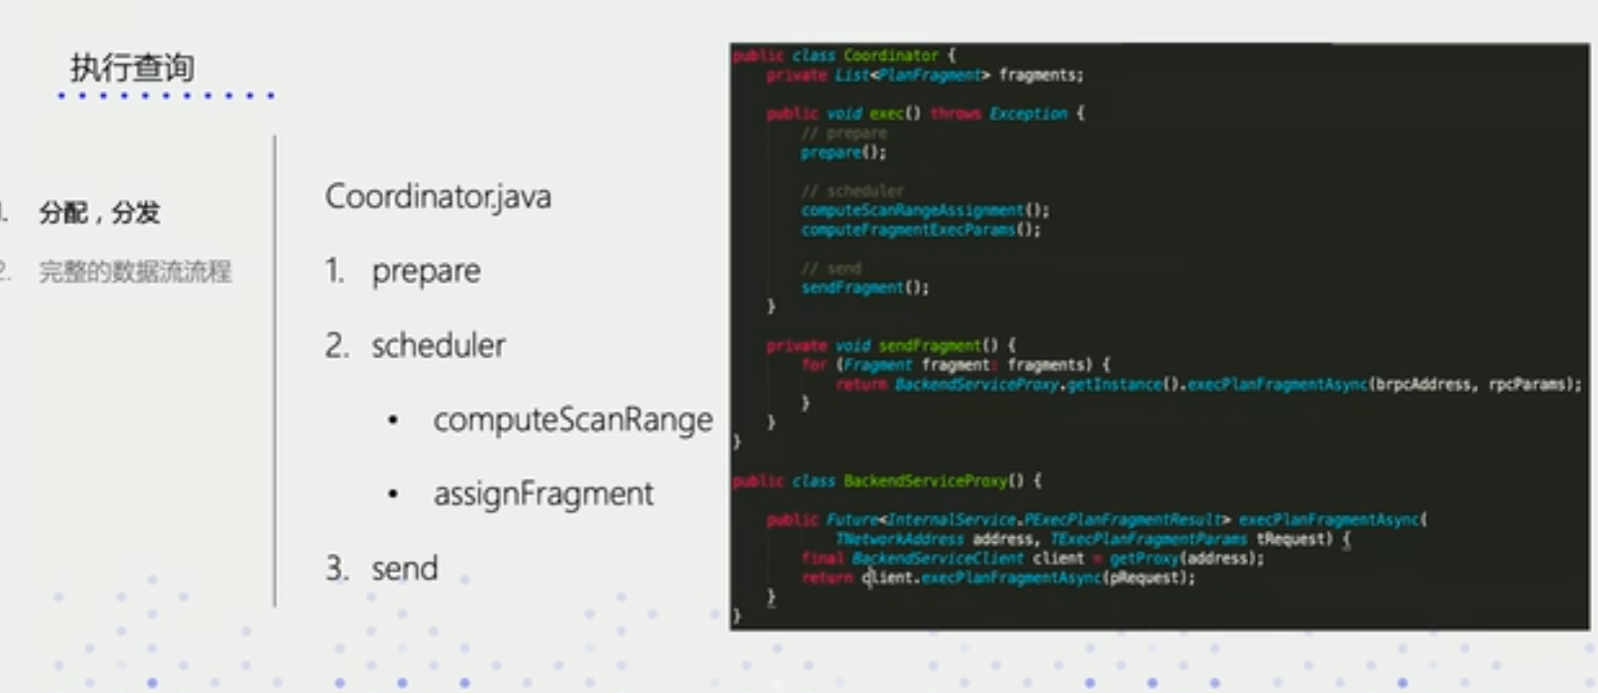 执行查询
1. 分配，分发
2. 完整的数据流流程
Coordinator.java
1. prepare
2. scheduler
• computeScanRange
• assignFragment
3. send
public class Coordinator {
private List<PlanFragment> fragments;
public void exec() throws Exception {
// prepare
prepare();
// scheduler
computeScanRangeAssignment();
computeFragmentExecParams();
// send
sendFragment();
}
private void sendFragment() {
for (Fragment fragment: fragments) {
return BackendServiceProxy.getInstance().execPlanFragmentAsync(brpcAddress, rpcParams);
}
}
}
public class BackendServiceProxy() {
public Future<InternalService.PExecPlanFragmentResult> execPlanFragmentAsync(
TNetworkAddress address, TExecPlanFragmentParams tRequest) {
final BackendServiceClient client = getProxy(address);
return client.execPlanFragmentAsync(pRequest);
}
}